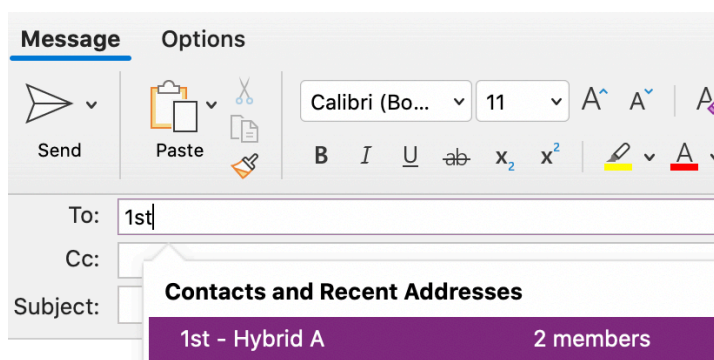 Message Options
Send Paste Calibri (Bo... 11 A^ Aˇ A
B I U ab x₂ x² A
To: 1st
Cc:
Subject:
Contacts and Recent Addresses
1st - Hybrid A 2 members